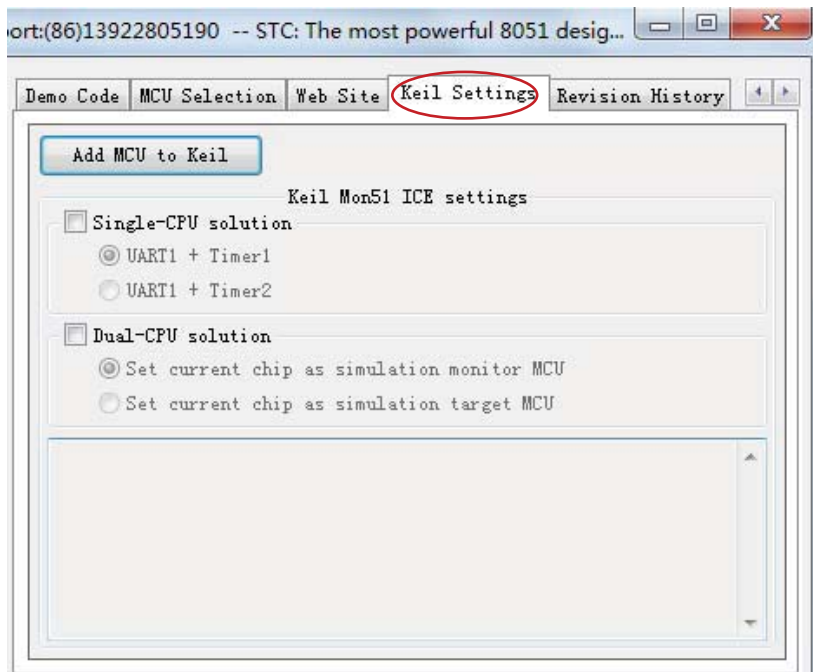 ort:(86)13922805190 -- STC: The most powerful 8051 desig...
Demo Code MCU Selection Web Site Keil Settings Revision History
Add MCU to Keil
Keil Mon51 ICE settings
Single-CPU solution
UART1 + Timer1
UART1 + Timer2
Dual-CPU solution
Set current chip as simulation monitor MCU
Set current chip as simulation target MCU